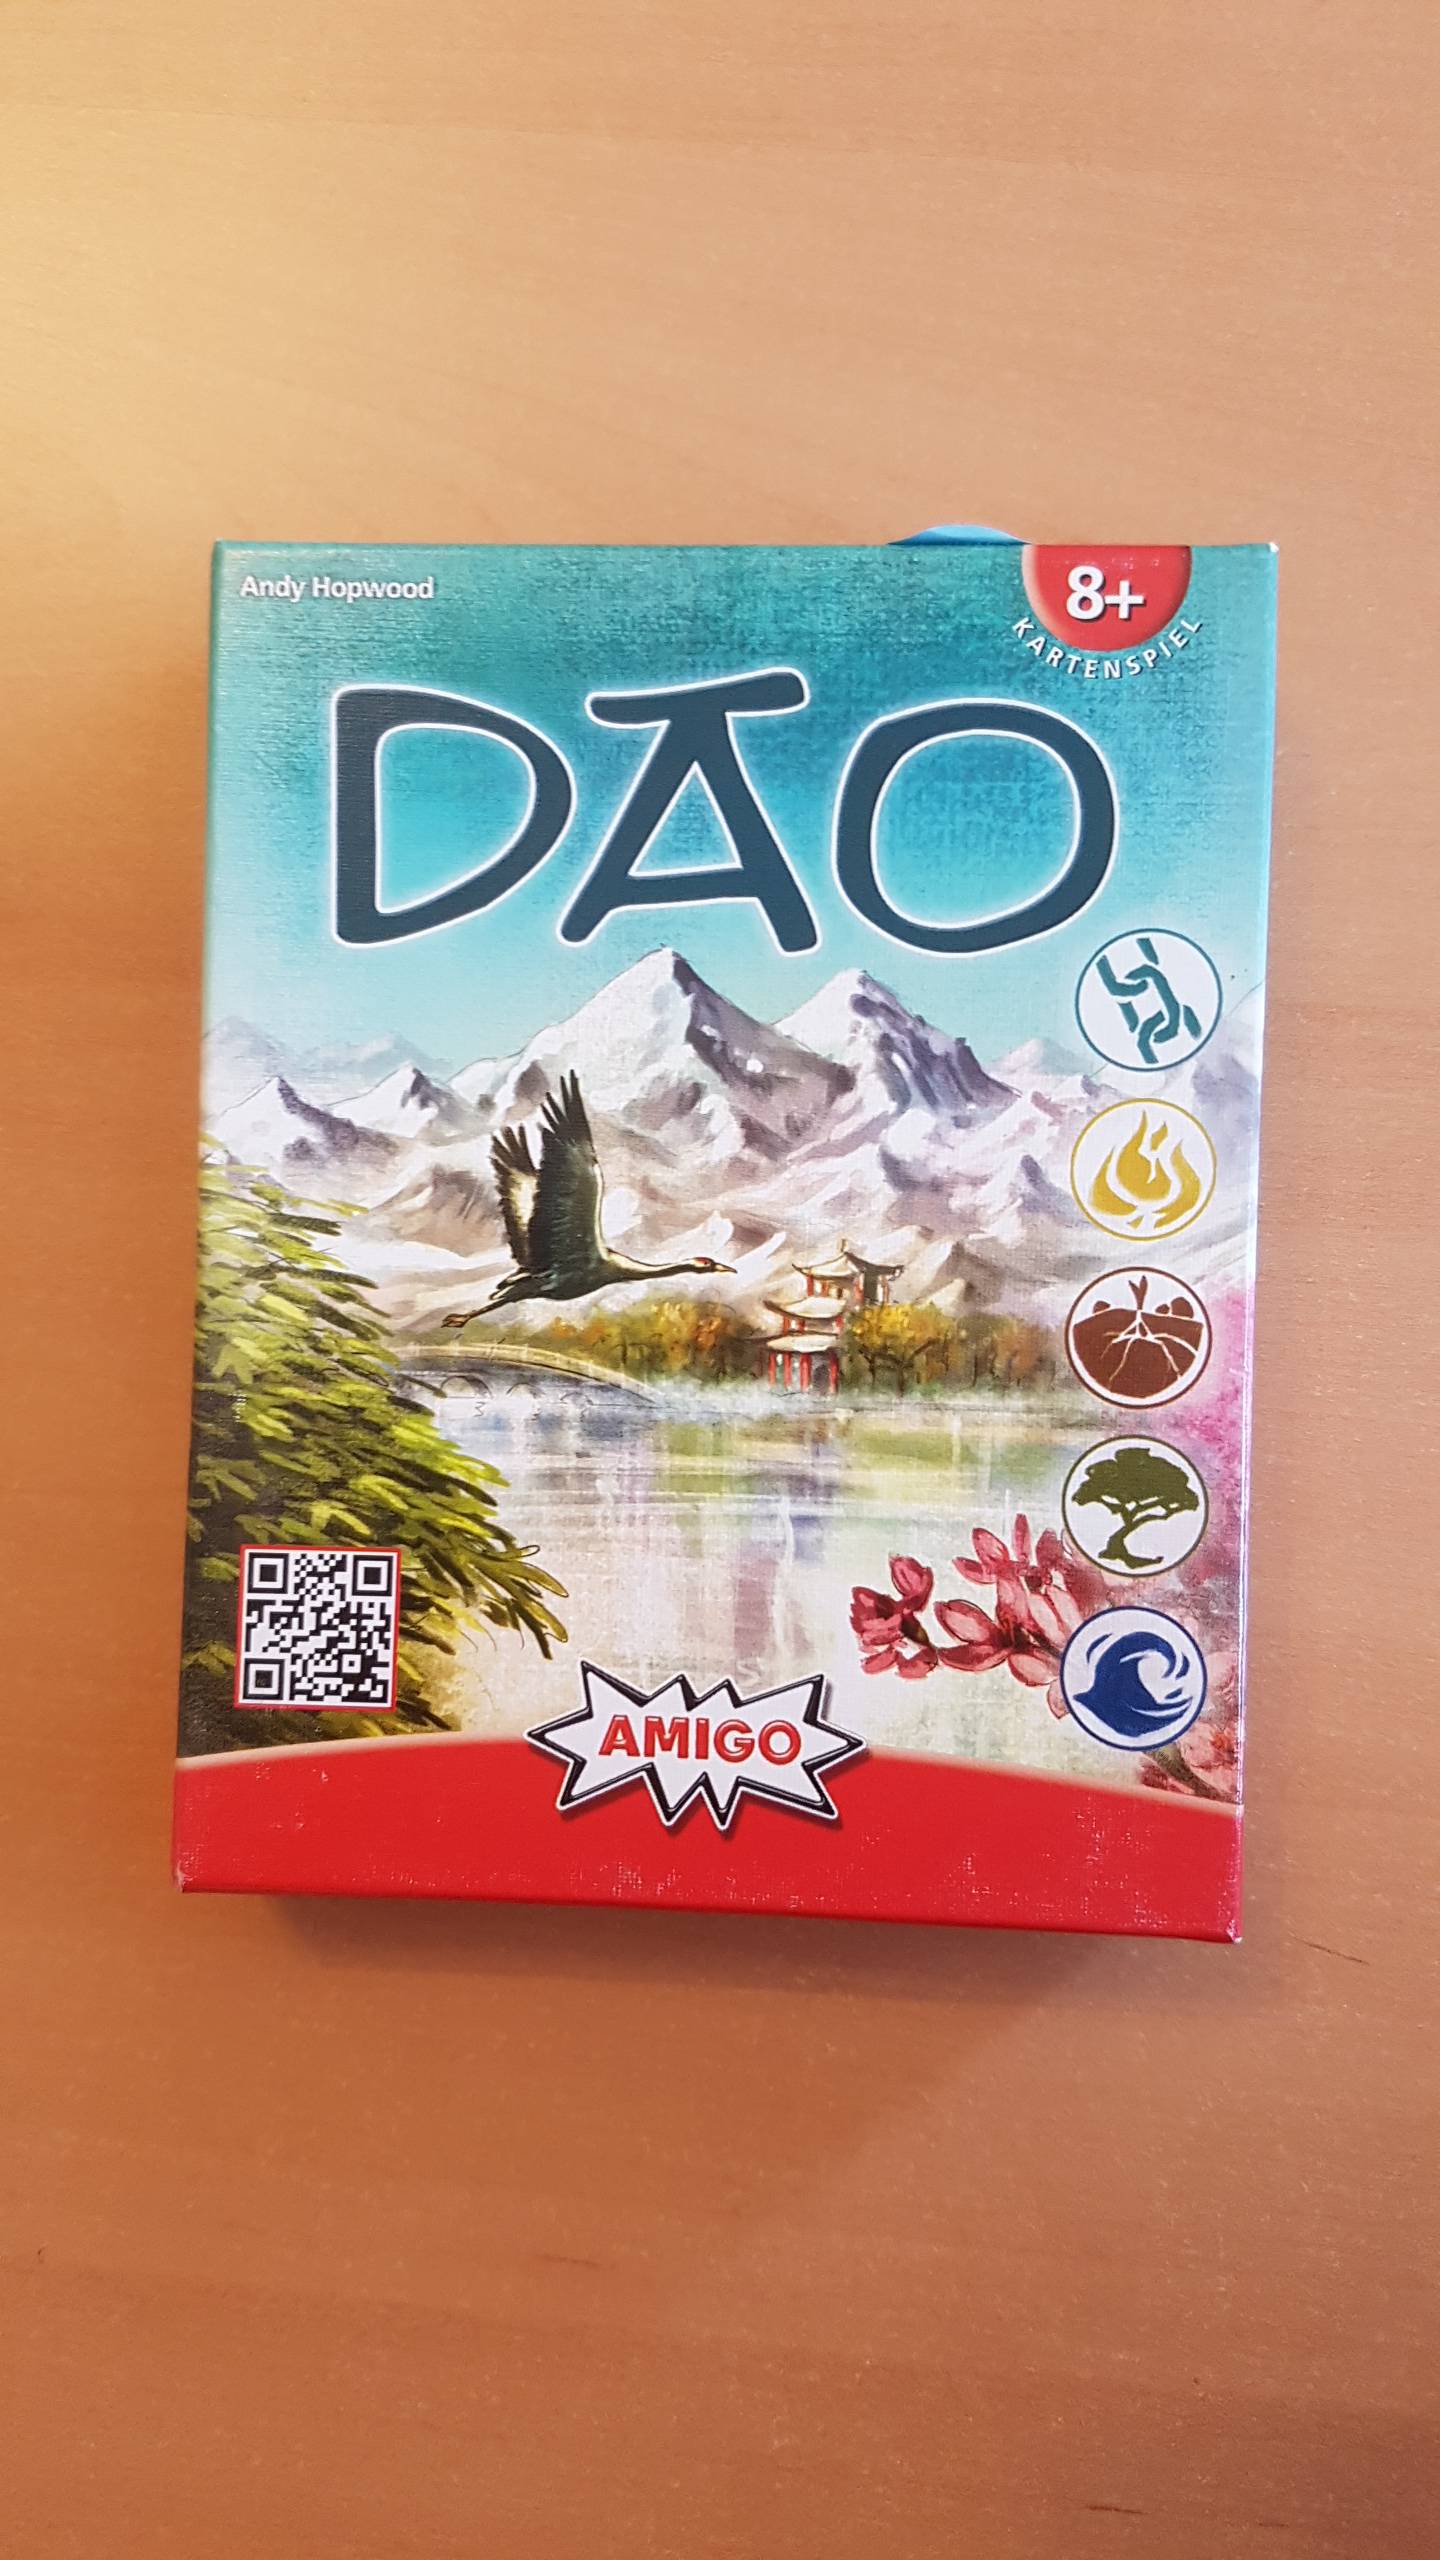 Andy Hopwood
8+
KARTENSPIEL
DAO
AMIGO